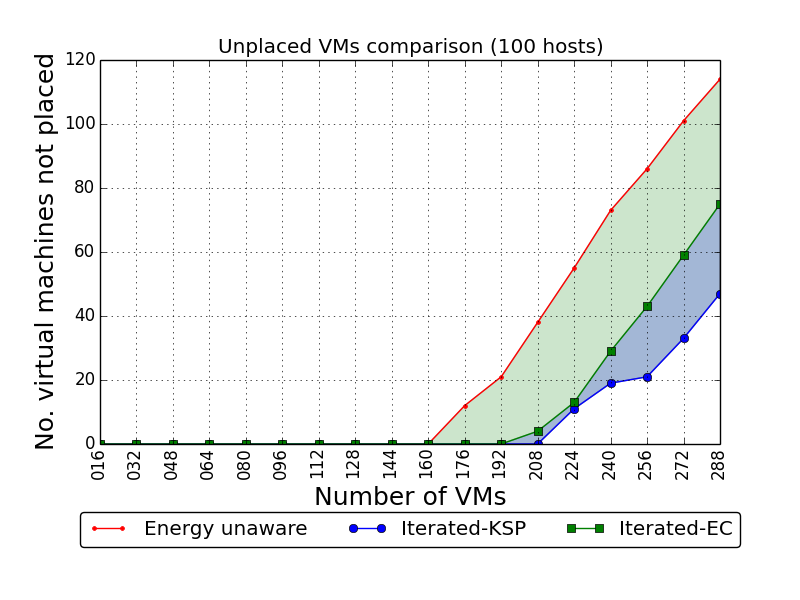 Unplaced VMs comparison (100 hosts)
No. virtual machines not placed
120
100
80
60
40
20
0
016 032 048 064 080 096 112 128 144 160 176 192 208 224 240 256 272 288
Number of VMs
Energy unaware Iterated-KSP Iterated-EC